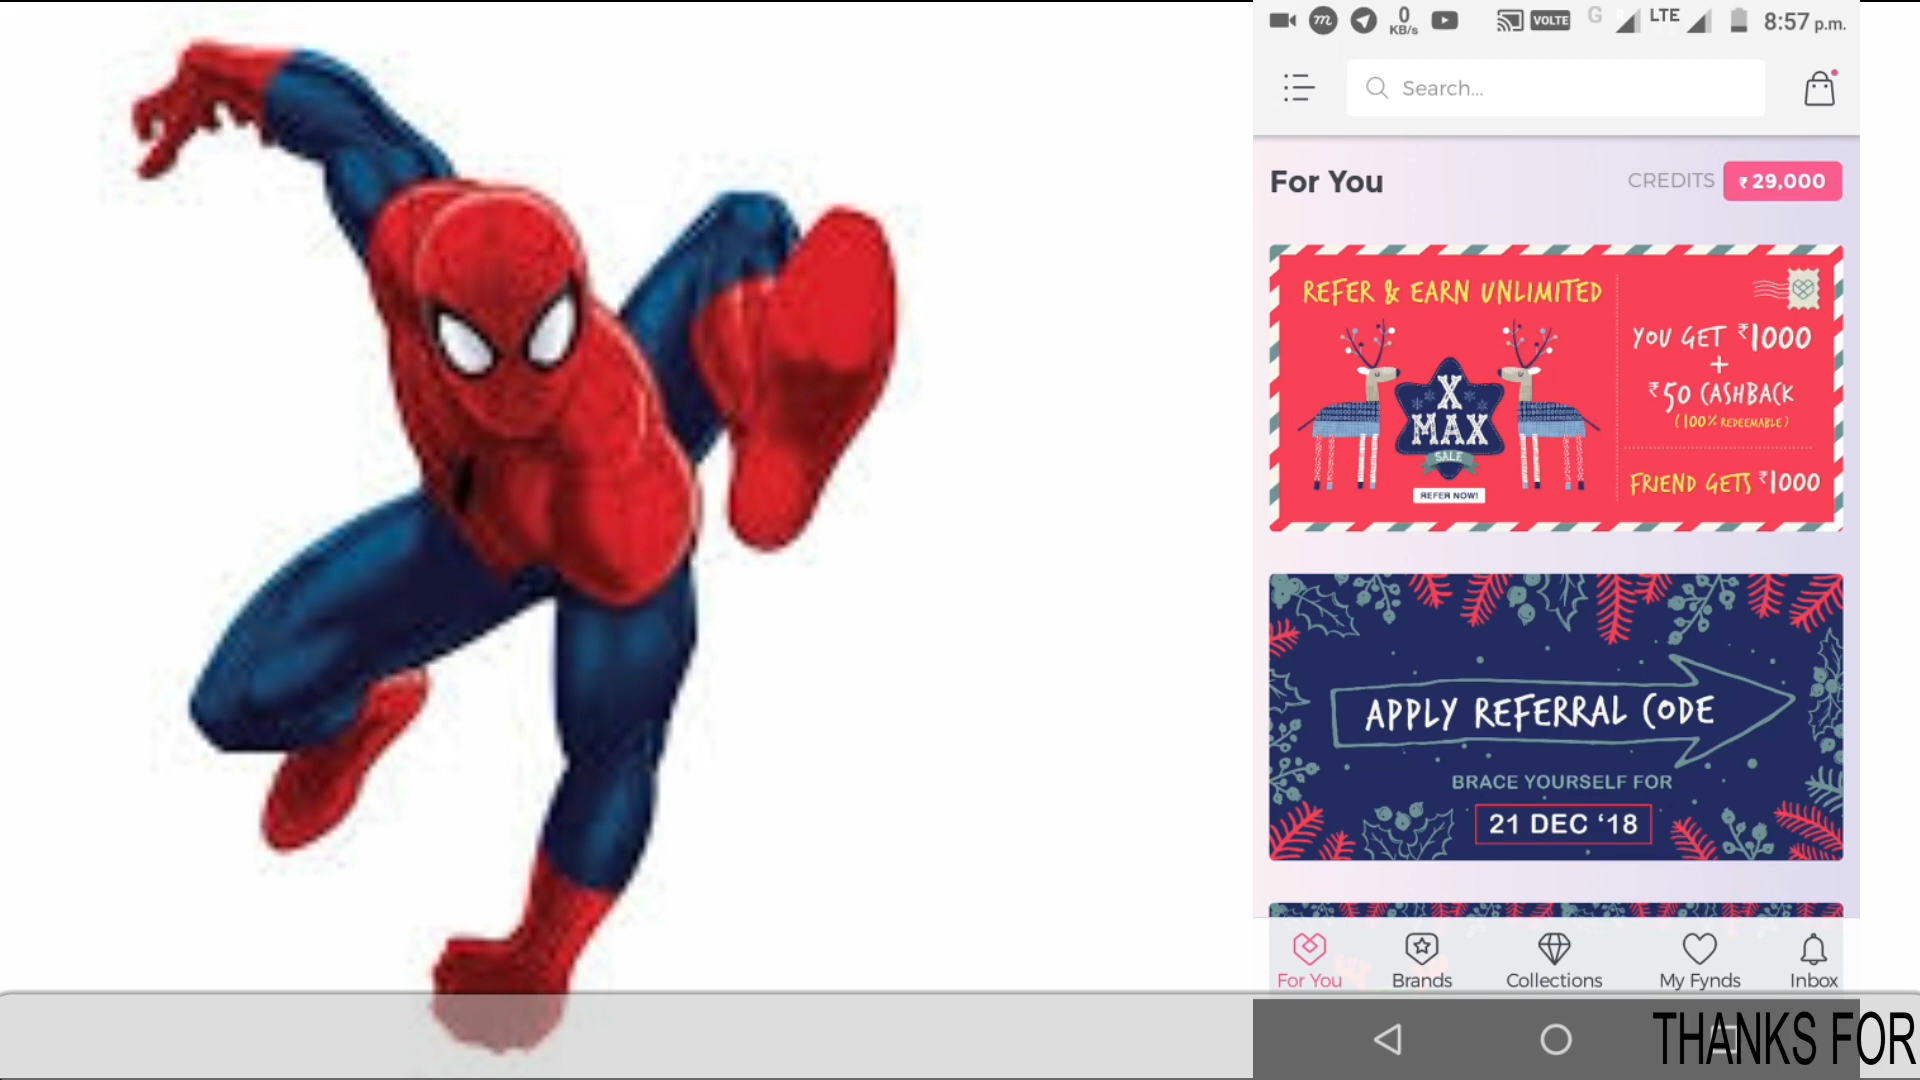 0
KB/s
VOLTE
G
LTE
8:57 p.m.
Search...
For You
CREDITS
₹ 29,000
REFER & EARN UNLIMITED
X
MAX
SALE
REFER NOW!
YOU GET ₹1000
+
₹50 CASHBACK
(100% REDEEMABLE)
FRIEND GETS ₹1000
APPLY REFERRAL CODE
BRACE YOURSELF FOR
21 DEC ‘18
For You
Brands
Collections
My Fynds
Inbox
THANKS FOR